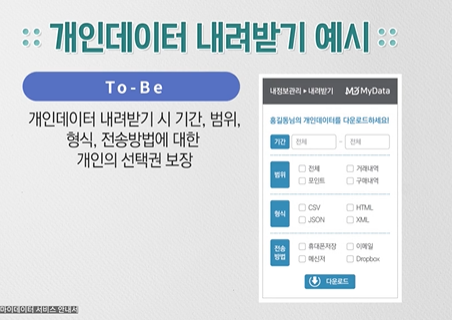 개인데이터 내려받기 예시
To-Be
개인데이터 내려받기 시 기간, 범위,
형식, 전송방법에 대한
개인의 선택권 보장
내정보관리 ▸ 내려받기 MyData
홍길동님의 개인데이터를 다운로드하세요!
기간 전체 ~ 전체
범위 전체 거래내역
포인트 구매내역
형식 CSV HTML
JSON XML
전송 방법 휴대폰저장 이메일
메신저 Dropbox
다운로드
마이데이터 서비스 안내서